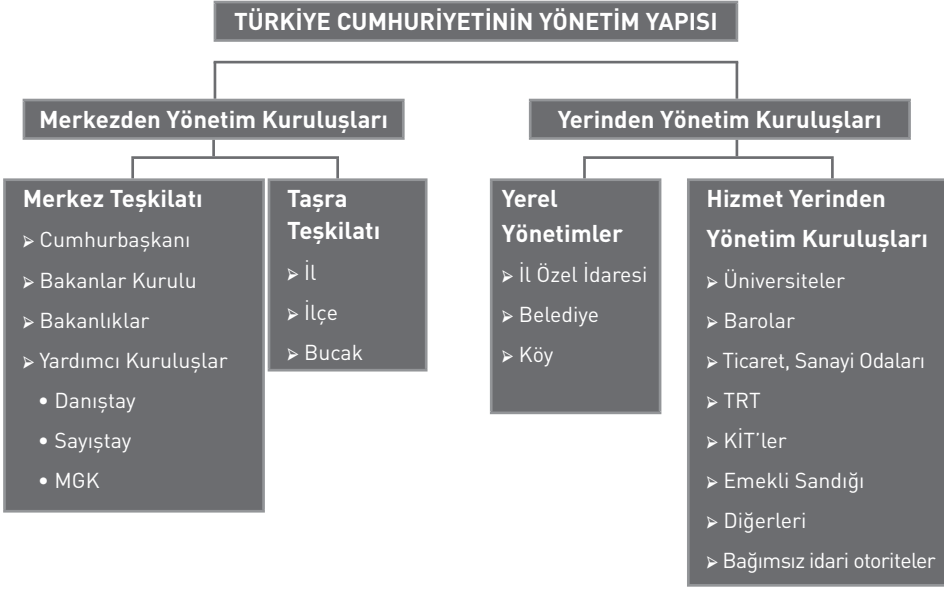 TÜRKİYE CUMHURİYETİNİN YÖNETİM YAPISI
Merkezden Yönetim Kuruluşları
Yerinden Yönetim Kuruluşları
Merkez Teşkilatı
➢ Cumhurbaşkanı
➢ Bakanlar Kurulu
➢ Bakanlıklar
➢ Yardımcı Kuruluşlar
• Danıştay
• Sayıştay
• MGK
Taşra
Teşkilatı
➢ İl
➢ İlçe
➢ Bucak
Yerel
Yönetimler
➢ İl Özel İdaresi
➢ Belediye
➢ Köy
Hizmet Yerinden
Yönetim Kuruluşları
➢ Üniversiteler
➢ Barolar
➢ Ticaret, Sanayi Odaları
➢ TRT
➢ KİT’ler
➢ Emekli Sandığı
➢ Diğerleri
➢ Bağımsız idari otoriteler